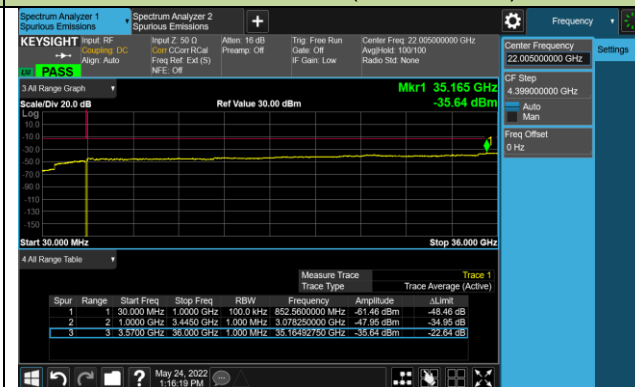 Spectrum Analyzer 1
Spurious Emissions
Spectrum Analyzer 2
Spurious Emissions
Frequency
KEYSIGHT
Input: RF
Coupling: DC
Align: Auto
Input Z: 50 Ω
Corr CCorr RCal
Freq Ref: Ext (S)
NFE: Off
Atten: 16 dB
Preamp: Off
Trig: Free Run
Gate: Off
IF Gain: Low
Center Freq: 22.005000000 GHz
Avg|Hold: 100/100
Radio Std: None
PASS
Center Frequency
22.005000000 GHz
Settings
CF Step
4.399000000 GHz
Auto
Man
Freq Offset
0 Hz
3 All Range Graph
Mkr1 35.165 GHz
Scale/Div 20.0 dB
Ref Value 30.00 dBm
-35.64 dBm
Log
10.0
-10.0
-30.0
-50.0
-70.0
-90.0
-110
-130
-150
1
Start 30.000 MHz
Stop 36.000 GHz
4 All Range Table
Measure Trace
Trace 1
Trace Type
Trace Average (Active)
Spur Range Start Freq Stop Freq RBW Frequency Amplitude ΔLimit
1 1 30.000 MHz 1.0000 GHz 100.0 kHz 852.5600000 MHz -61.46 dBm -48.46 dB
2 2 1.0000 GHz 3.4450 GHz 1.000 MHz 3.078250000 GHz -47.95 dBm -34.95 dB
3 3 3.5700 GHz 36.000 GHz 1.000 MHz 35.16492750 GHz -35.64 dBm -22.64 dB
?
May 24, 2022
1:16:19 PM